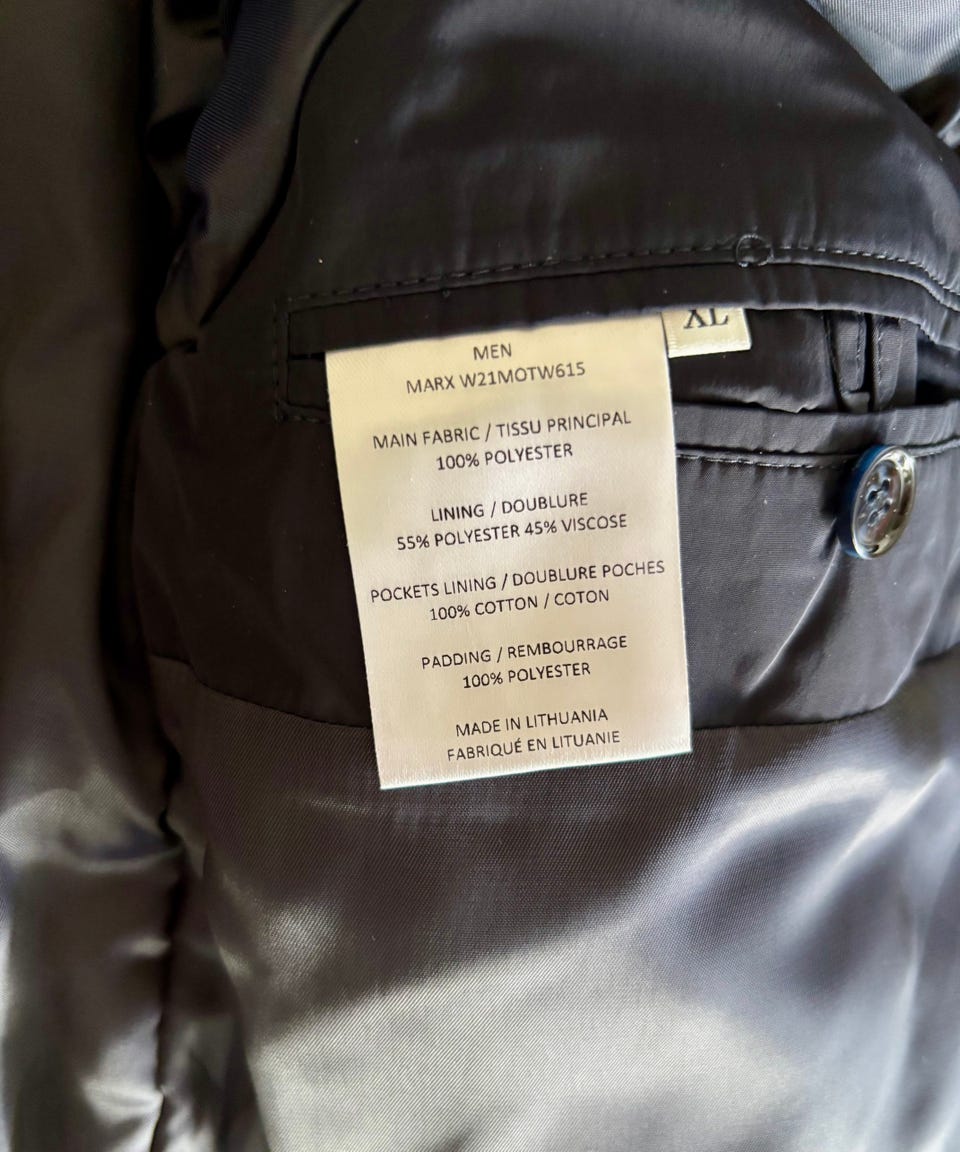 XL
MEN
MARX W21MOTW615
MAIN FABRIC / TISSU PRINCIPAL
100% POLYESTER
LINING / DOUBLURE
55% POLYESTER 45% VISCOSE
POCKETS LINING / DOUBLURE POCHES
100% COTTON / COTON
PADDING / REMBOURRAGE
100% POLYESTER
MADE IN LITHUANIA
FABRIQUÉ EN LITUANIE